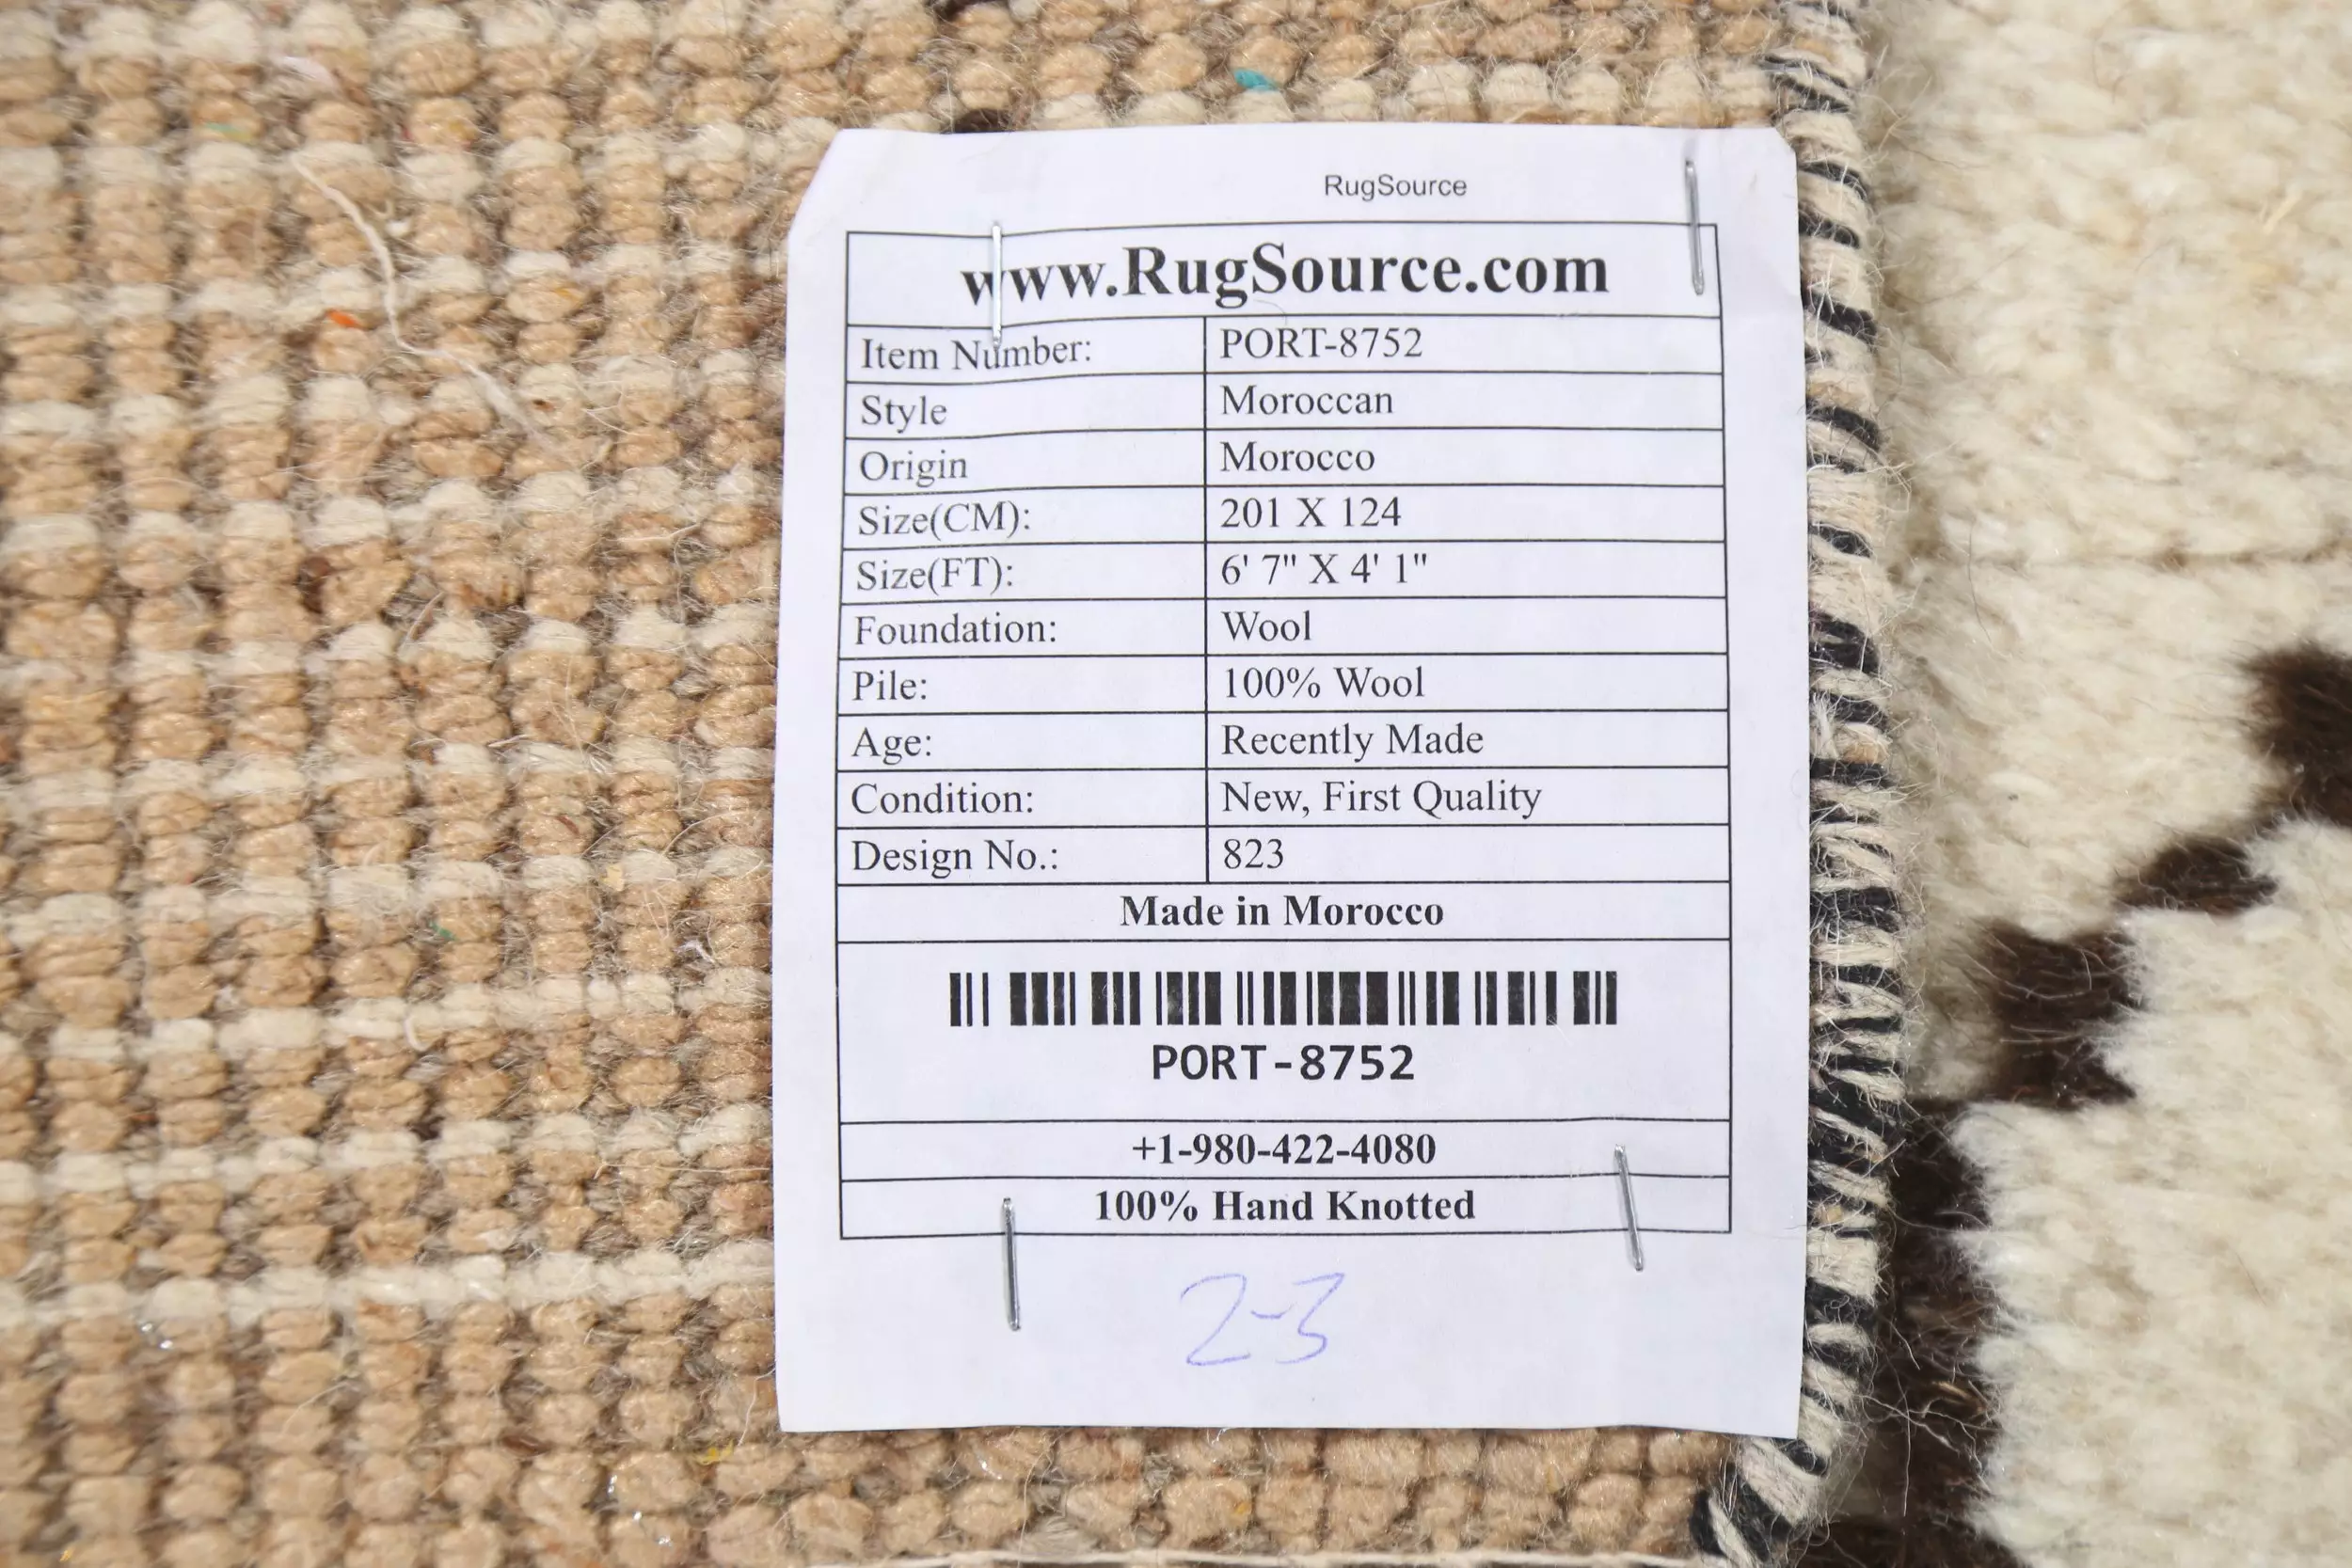 RugSource
www.RugSource.com
Item Number: PORT-8752
Style Moroccan
Origin Morocco
Size(CM): 201 X 124
Size(FT): 6' 7" X 4' 1"
Foundation: Wool
Pile: 100% Wool
Age: Recently Made
Condition: New, First Quality
Design No.: 823
Made in Morocco
PORT-8752
+1-980-422-4080
100% Hand Knotted
2-3